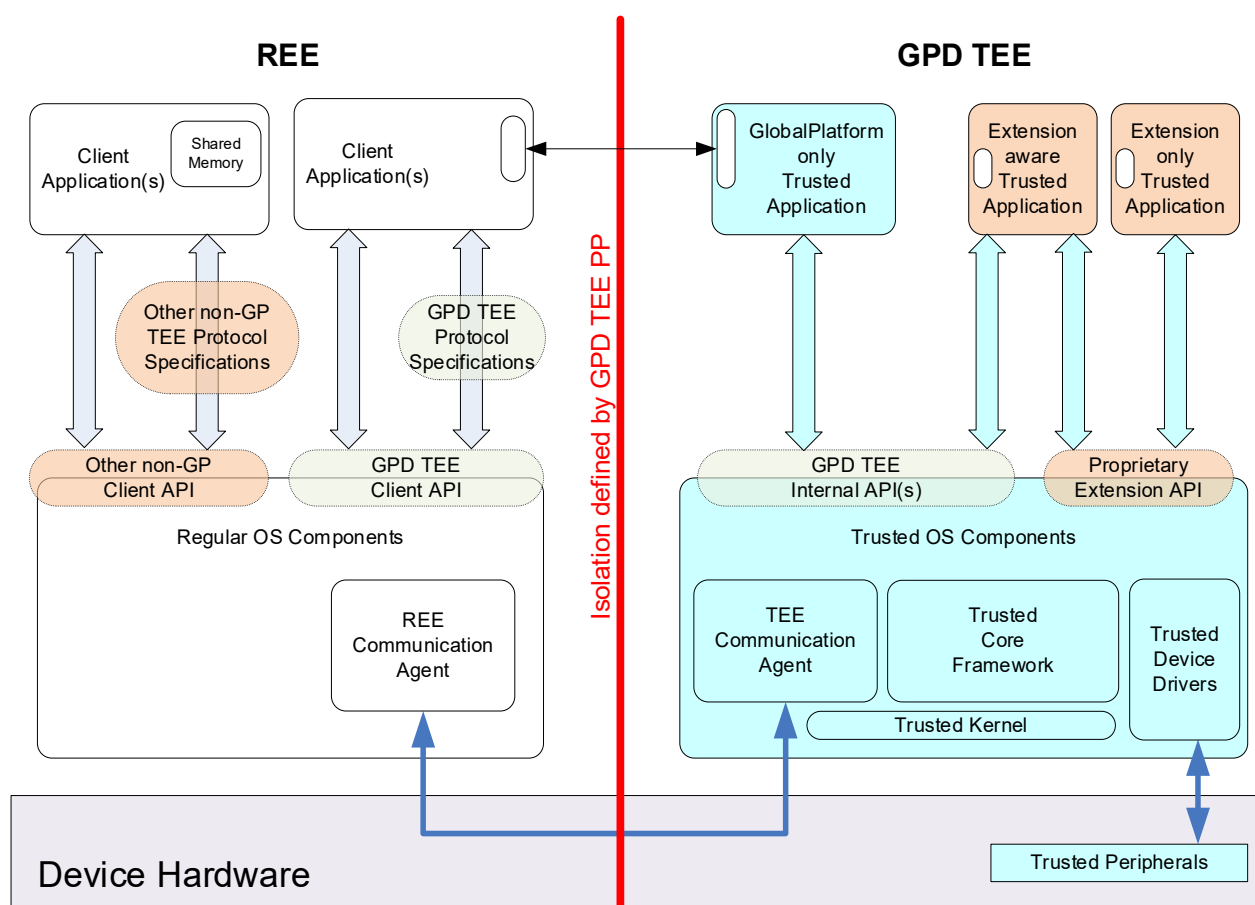 REE
GPD TEE
Client
Application(s)
Shared
Memory
Client
Application(s)
GlobalPlatform
only
Trusted
Application
Extension
aware
Trusted
Application
Extension
only
Trusted
Application
Other non-GP
TEE Protocol
Specifications
GPD TEE
Protocol
Specifications
Isolation defined by GPD TEE PP
Other non-GP
Client API
GPD TEE
Client API
GPD TEE
Internal API(s)
Proprietary
Extension API
Regular OS Components
Trusted OS Components
REE
Communication
Agent
TEE
Communication
Agent
Trusted
Core
Framework
Trusted
Device
Drivers
Trusted Kernel
Device Hardware
Trusted Peripherals